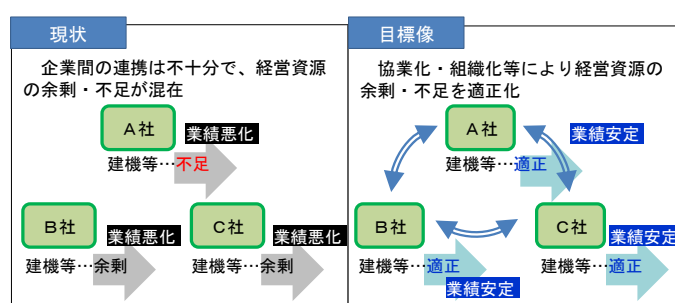 現状
企業間の連携は不十分で、経営資源
の余剰・不足が混在
A社
業績悪化
建機等…不足
B社
業績悪化
建機等…余剰
C社
業績悪化
建機等…余剰
目標像
協業化・組織化等により経営資源の
余剰・不足を適正化
A社
業績安定
建機等…適正
B社
建機等…適正
業績安定
C社
業績安定
建機等…適正